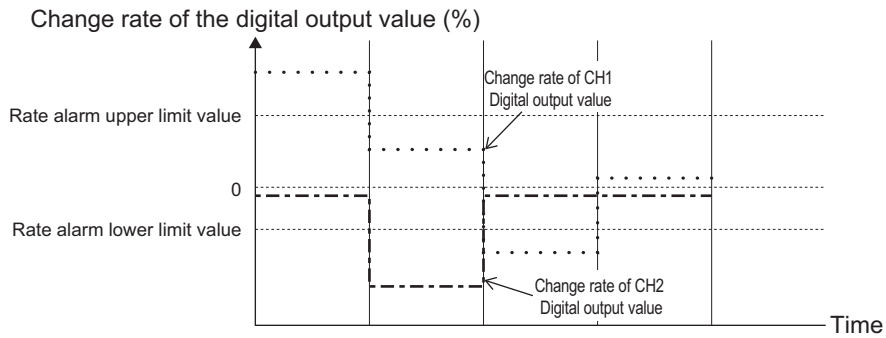 Change rate of the digital output value (%)
Change rate of CH1
Digital output value
Rate alarm upper limit value
0
Rate alarm lower limit value
Change rate of CH2
Digital output value
Time